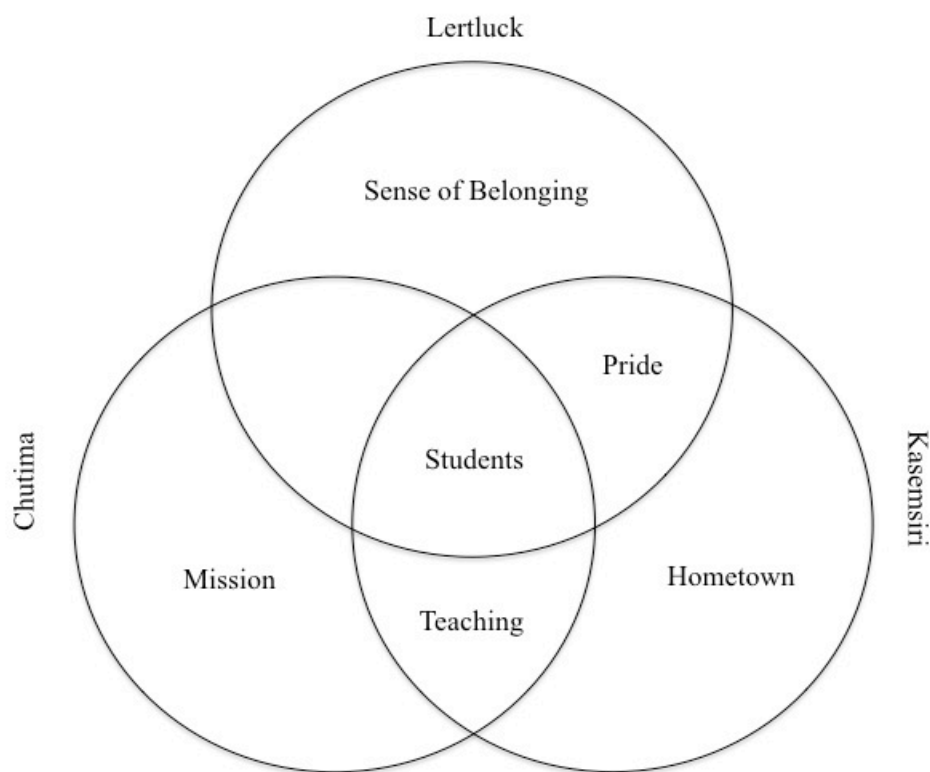 Lertluck
Sense of Belonging
Pride
Chutima
Students
Kasemsiri
Mission
Hometown
Teaching